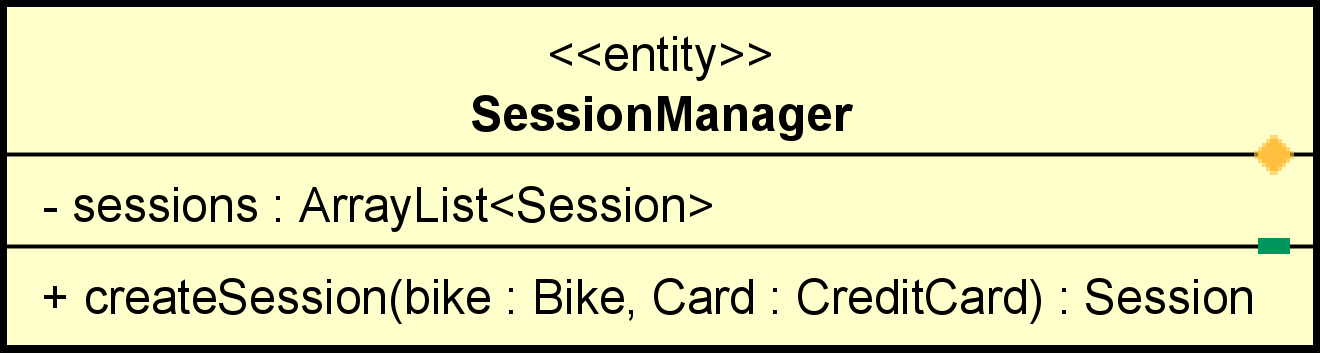 <<entity>>
SessionManager
- sessions : ArrayList<Session>
+ createSession(bike : Bike, Card : CreditCard) : Session